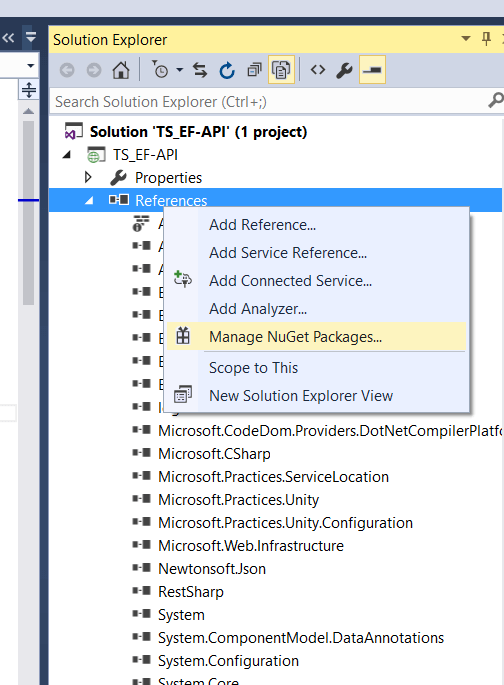 Solution Explorer
Search Solution Explorer (Ctrl+;)
Solution 'TS_EF-API' (1 project)
TS_EF-API
Properties
References
Add Reference...
Add Service Reference...
Add Connected Service...
Add Analyzer...
Manage NuGet Packages...
Scope to This
New Solution Explorer View
Microsoft.CodeDom.Providers.DotNetCompilerPlatf
Microsoft.CSharp
Microsoft.Practices.ServiceLocation
Microsoft.Practices.Unity
Microsoft.Practices.Unity.Configuration
Microsoft.Web.Infrastructure
Newtonsoft.Json
RestSharp
System
System.ComponentModel.DataAnnotations
System.Configuration
System.Core